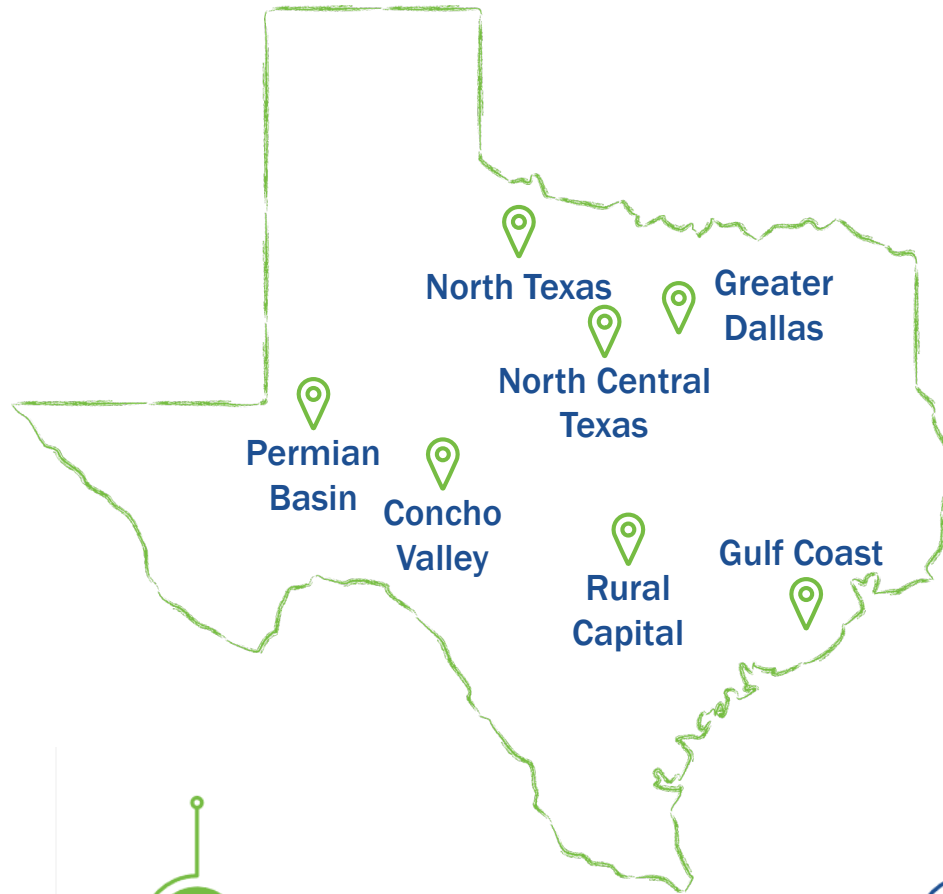 North Texas
Greater
Dallas
North Central
Texas
Permian
Basin
Concho
Valley
Rural
Capital
Gulf Coast